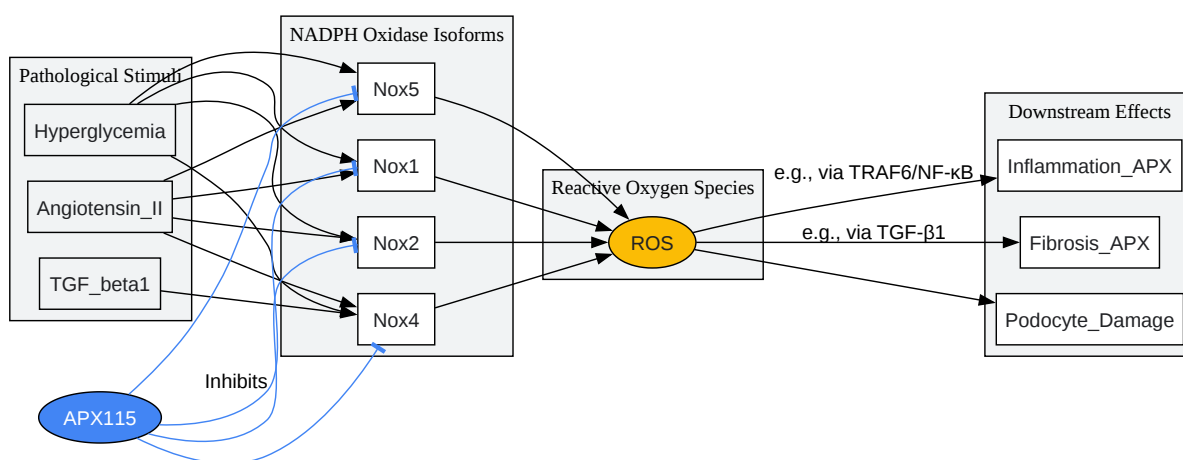 Pathological Stimuli
Hyperglycemia
Angiotensin_II
TGF_beta1
APX115
Inhibits
NADPH Oxidase Isoforms
Nox5
Nox1
Nox2
Nox4
Reactive Oxygen Species
ROS
e.g., via TRAF6/NF-κB
e.g., via TGF-β1
Downstream Effects
Inflammation_APX
Fibrosis_APX
Podocyte_Damage